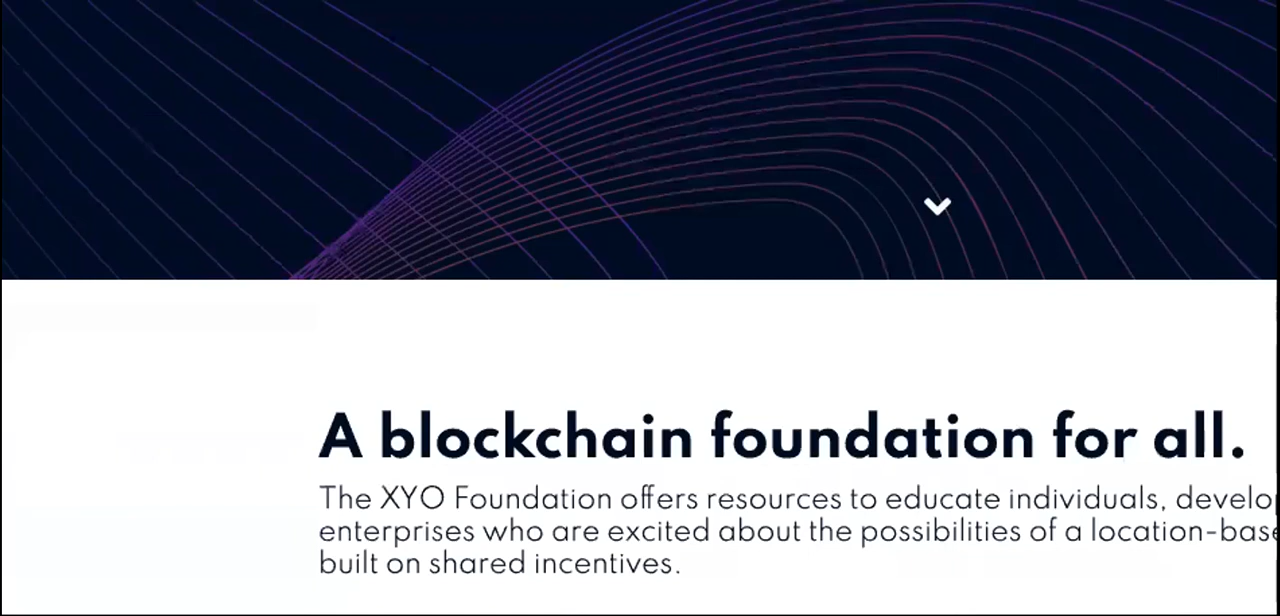 A blockchain foundation for all.
The XYO Foundation offers resources to educate individuals, develo
enterprises who are excited about the possibilities of a location-base
built on shared incentives.